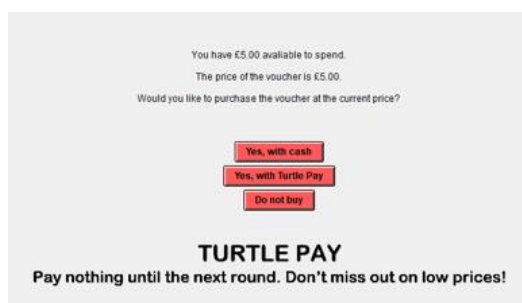 You have £5.00 avaliable to spend.
The price of the voucher is £5.00.
Would you like to purchase the voucher at the current price?
Yes, with cash
Yes, with Turtle Pay
Do not buy
TURTLE PAY
Pay nothing until the next round. Don't miss out on low prices!